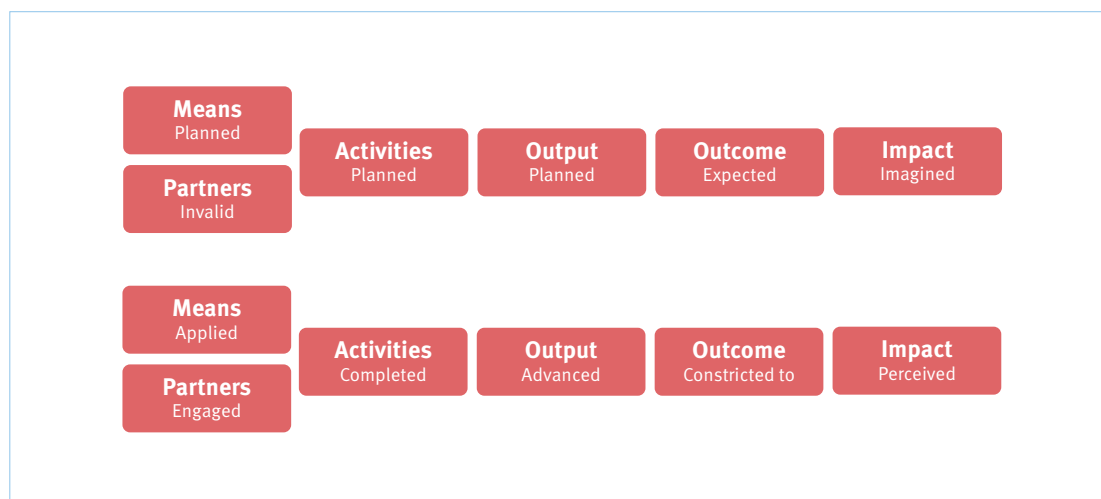 Means
Planned
Partners
Invalid
Activities
Planned
Output
Planned
Outcome
Expected
Impact
Imagined
Means
Applied
Partners
Engaged
Activities
Completed
Output
Advanced
Outcome
Constricted to
Impact
Perceived